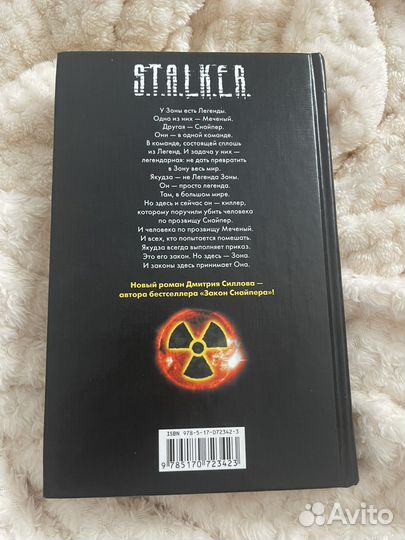 S.T.A.L.K.E.R.
У Зоны есть Легенды.
Одна из них — Меченый.
Другая — Снайпер.
Они — в одной команде.
В команде, состоящей сплошь
из Легенд. И задача у них —
легендарная: не дать превратить
в Зону весь мир.
Якудза — не Легенда Зоны.
Он — просто легенда.
Там, в большом мире.
Но здесь и сейчас он — киллер,
которому поручили убить человека
по прозвищу Снайпер.
И человека по прозвищу Меченый.
И всех, кто попытается помешать.
Якудза всегда выполняет приказ.
Это его закон. Но здесь — Зона.
И законы здесь принимает Она.
Новый роман Дмитрия Силлова —
автора бестселлера «Закон Снайпера»!
ISBN 978-5-17-072342-3
9 785170 723423
Avito